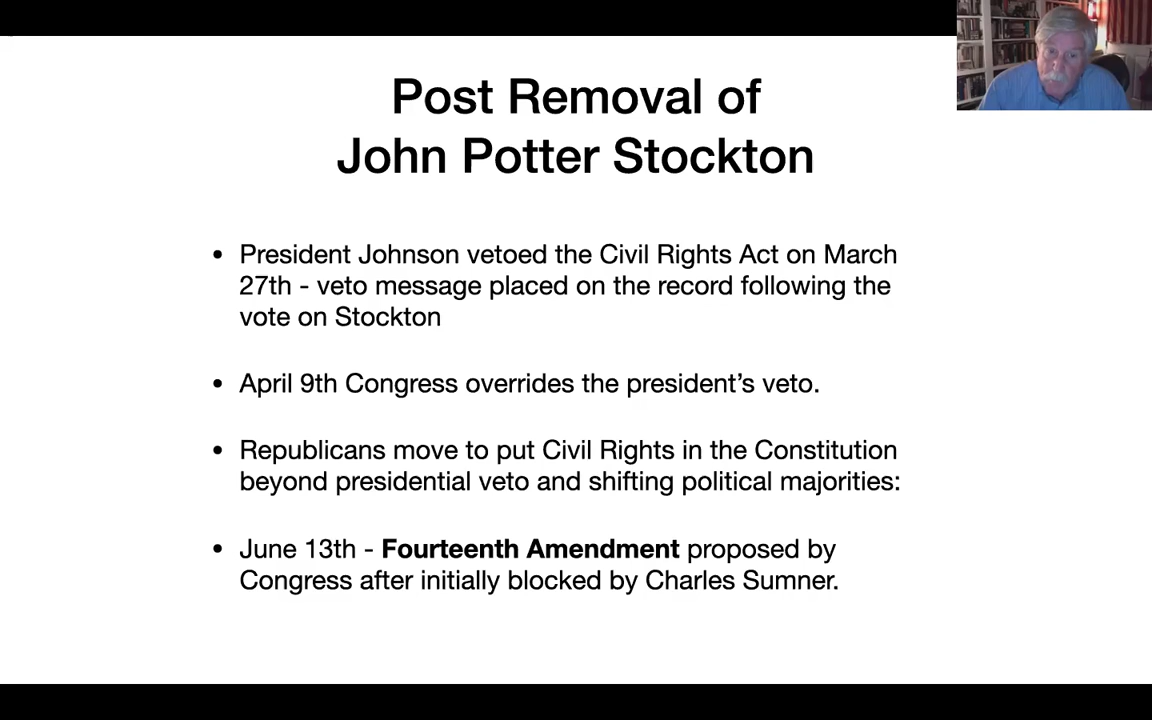 Post Removal of
John Potter Stockton
• President Johnson vetoed the Civil Rights Act on March
27th - veto message placed on the record following the
vote on Stockton
• April 9th Congress overrides the president’s veto.
• Republicans move to put Civil Rights in the Constitution
beyond presidential veto and shifting political majorities:
• June 13th - Fourteenth Amendment proposed by
Congress after initially blocked by Charles Sumner.